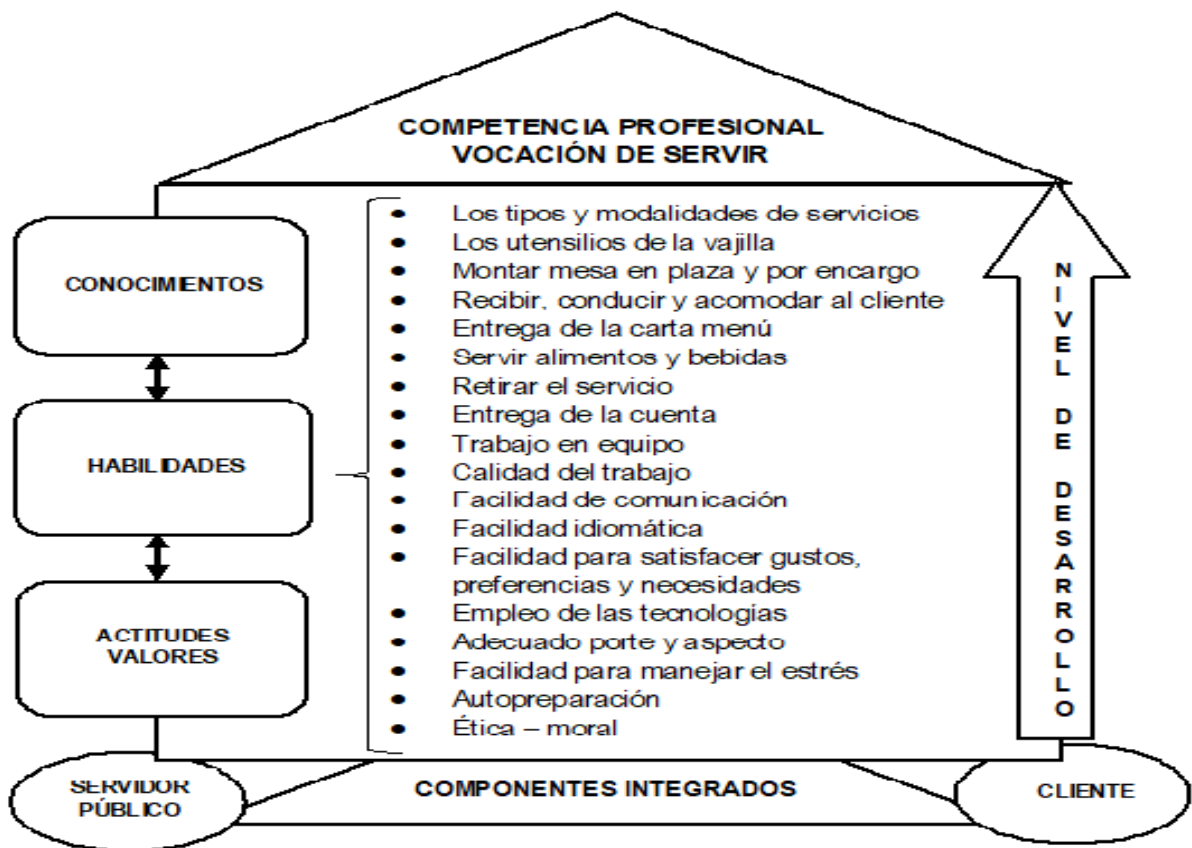 COMPETENCIA PROFESIONAL
VOCACIÓN DE SERVIR
CONOCIMIENTOS
HABILIDADES
ACTITUDES
VALORES
• Los tipos y modalidades de servicios
• Los utensilios de la vajilla
• Montar mesa en plaza y por encargo
• Recibir, conducir y acomodar al cliente
• Entrega de la carta menú
• Servir alimentos y bebidas
• Retirar el servicio
• Entrega de la cuenta
• Trabajo en equipo
• Calidad del trabajo
• Facilidad de comunicación
• Facilidad idiomática
• Facilidad para satisfacer gustos,
preferencias y necesidades
• Empleo de las tecnologías
• Adecuado porte y aspecto
• Facilidad para manejar el estrés
• Autopreparación
• Ética – moral
NIVEL DE DESARROLLO
SERVIDOR
PÚBLICO
COMPONENTES INTEGRADOS
CLIENTE